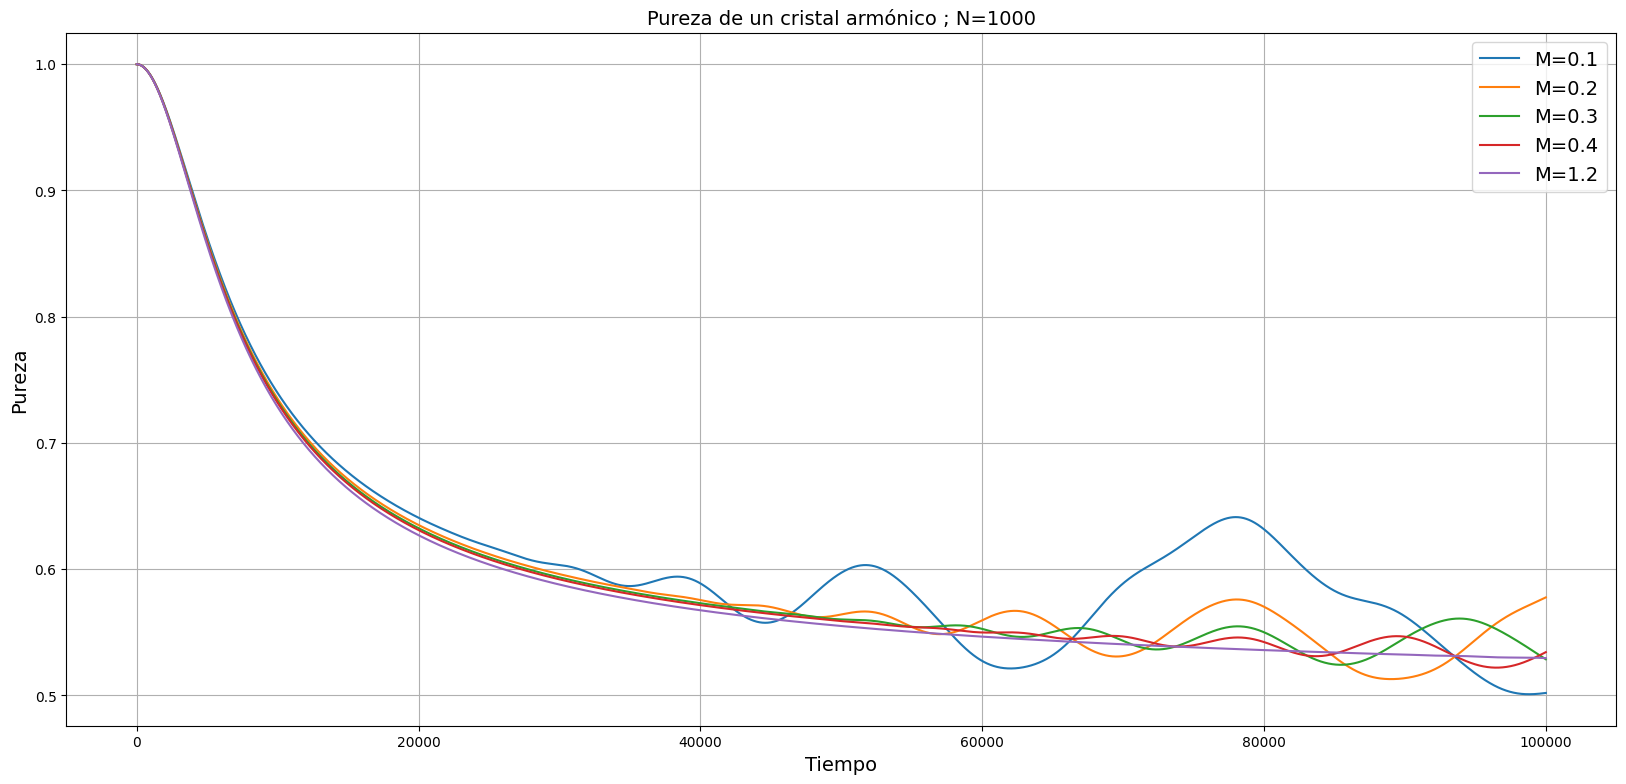 Pureza de un cristal armónico ; N=1000
M=0.1
M=0.2
M=0.3
M=0.4
M=1.2
Pureza
1.0
0.9
0.8
0.7
0.6
0.5
0 20000 40000 60000 80000 100000
Tiempo